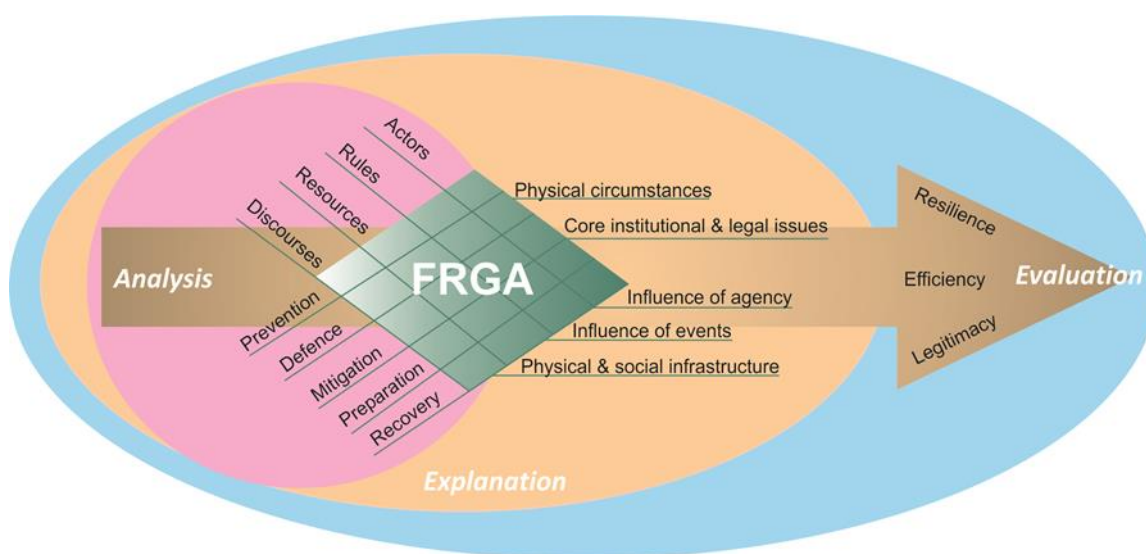 Actors
Rules
Resources
Discourses
Analysis
FRGA
Prevention
Defence
Mitigation
Preparation
Recovery
Physical circumstances
Core institutional & legal issues
Influence of agency
Influence of events
Physical & social infrastructure
Explanation
Resilience
Efficiency
Legitimacy
Evaluation